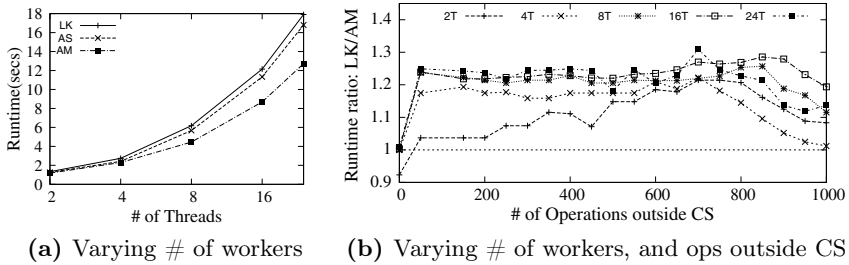 18
16
14
12
10
8
6
4
2
0
Runtime(secs)
LK
AS
AM
2 4 8 16
# of Threads
(a) Varying # of workers
2T 4T 8T 16T 24T
1.4
1.3
1.2
1.1
1
0.9
Runtime ratio: LK/AM
0 200 400 600 800 1000
# of Operations outside CS
(b) Varying # of workers, and ops outside CS